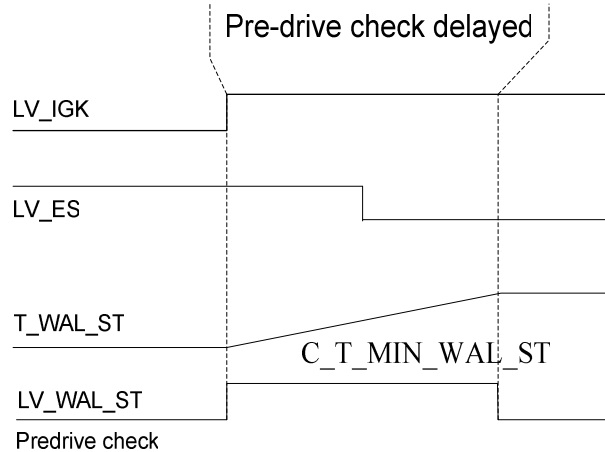 Pre-drive check delayed
LV_IGK
LV_ES
T_WAL_ST
C_T_MIN_WAL_ST
LV_WAL_ST
Predrive check